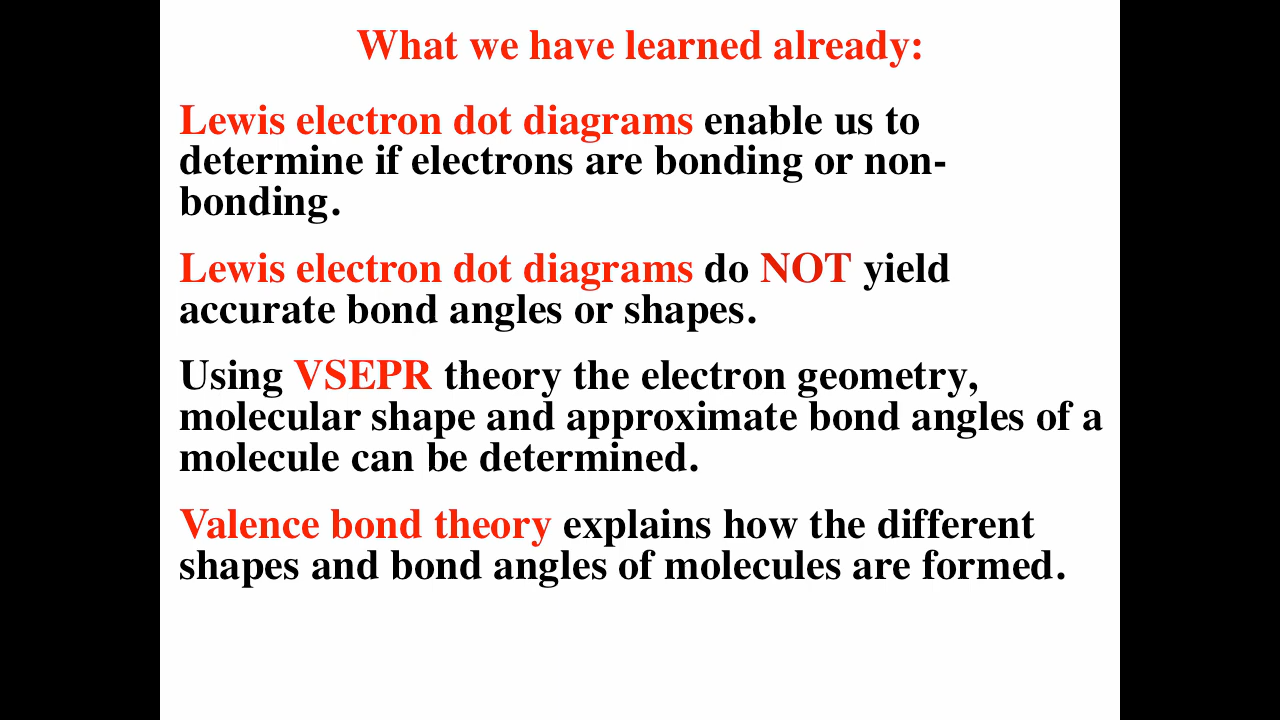 What we have learned already:
Lewis electron dot diagrams enable us to
determine if electrons are bonding or non-
bonding.
Lewis electron dot diagrams do NOT yield
accurate bond angles or shapes.
Using VSEPR theory the electron geometry,
molecular shape and approximate bond angles of a
molecule can be determined.
Valence bond theory explains how the different
shapes and bond angles of molecules are formed.